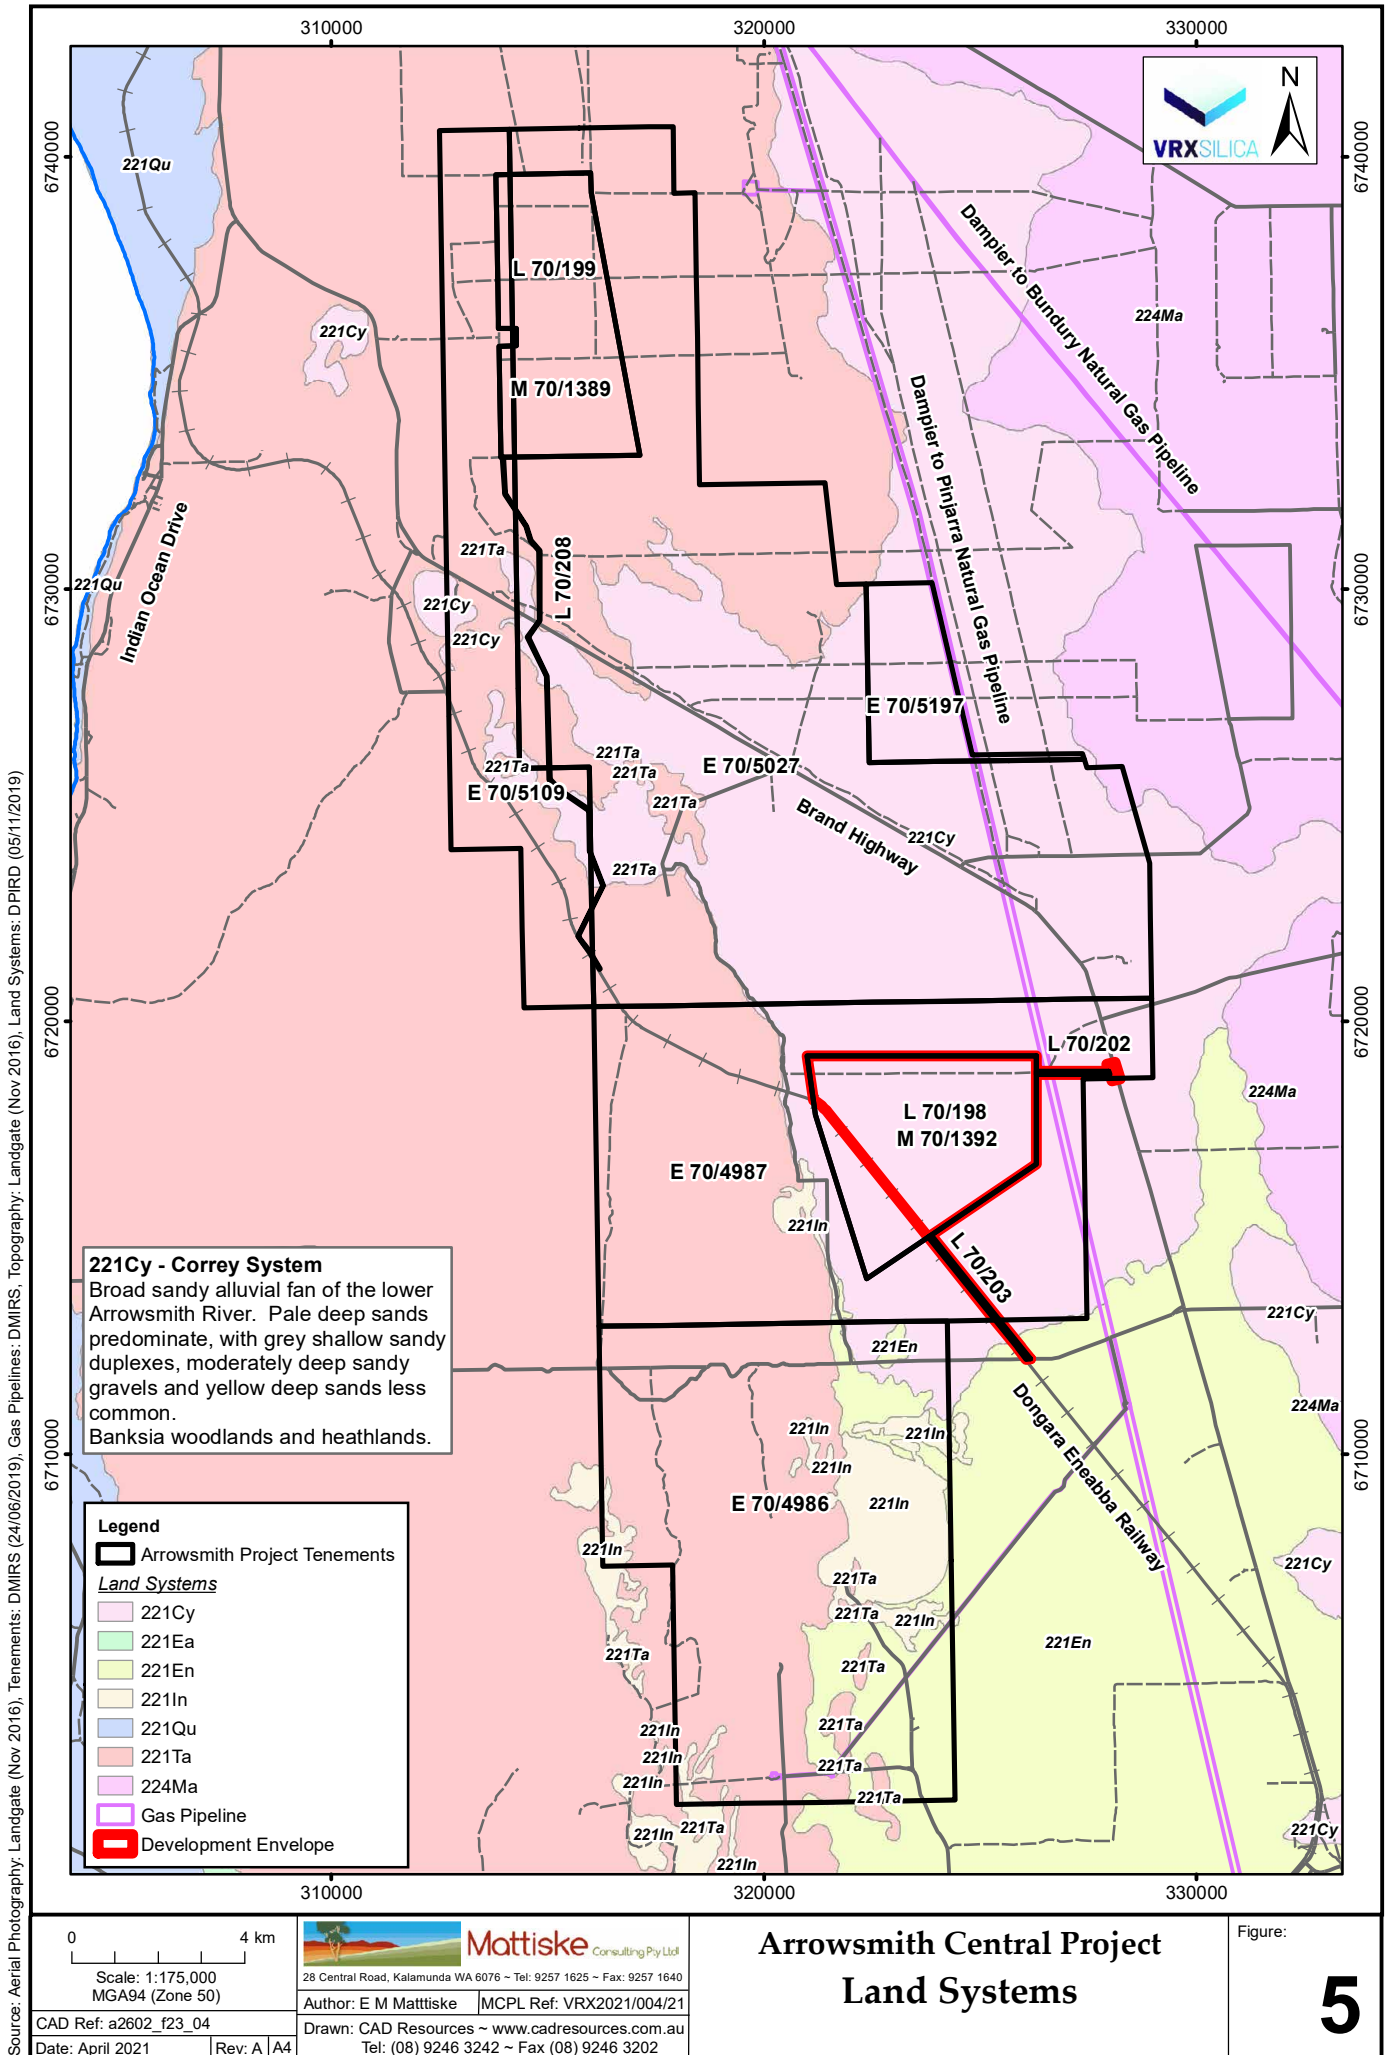 310000
320000
330000
6740000
6740000
N
VRXSILICA
221Qu
Dampier to Bundury Natural Gas Pipeline
L 70/199
224Ma
221Cy
M 70/1389
Dampier to Pinjarra Natural Gas Pipeline
Indian Ocean Drive
221Ta
L 70/208
6730000
6730000
221Qu
221Cy
221Cy
E 70/5197
221Ta
221Ta
E 70/5027
221Ta
E 70/5109
221Ta
Brand Highway
221Cy
221Ta
6720000
6720000
L 70/202
224Ma
L 70/198
M 70/1392
E 70/4987
221In
L 70/203
221Cy - Correy System
Broad sandy alluvial fan of the lower
Arrowsmith River. Pale deep sands
predominate, with grey shallow sandy
duplexes, moderately deep sandy
gravels and yellow deep sands less
common.
Banksia woodlands and heathlands.
221Cy
221En
Dongara Eneabba Railway
224Ma
221In
221In
221In
6710000
6710000
E 70/4986
221In
221In
221Cy
221Ta
221Ta
221In
221En
221Ta
221Ta
221In
221Ta
221In
221Ta
221In
221Ta
221In
221Ta
221Cy
221In
Legend
Arrowsmith Project Tenements
Land Systems
221Cy
221Ea
221En
221In
221Qu
221Ta
224Ma
Gas Pipeline
Development Envelope
310000
320000
330000
Source: Aerial Photography: Landgate (Nov 2016), Tenements: DMIRS (24/06/2019), Gas Pipelines: DMIRS, Topography: Landgate (Nov 2016), Land Systems: DPIRD (05/11/2019)
0 4 km
Scale: 1:175,000
MGA94 (Zone 50)
CAD Ref: a2602_f23_04
Date: April 2021 Rev: A A4
Mattiske Consulting Pty Ltd
28 Central Road, Kalamunda WA 6076 ~ Tel: 9257 1625 ~ Fax: 9257 1640
Author: E M Matttiske MCPL Ref: VRX2021/004/21
Drawn: CAD Resources ~ www.cadresources.com.au
Tel: (08) 9246 3242 ~ Fax (08) 9246 3202
Arrowsmith Central Project
Land Systems
Figure:
5